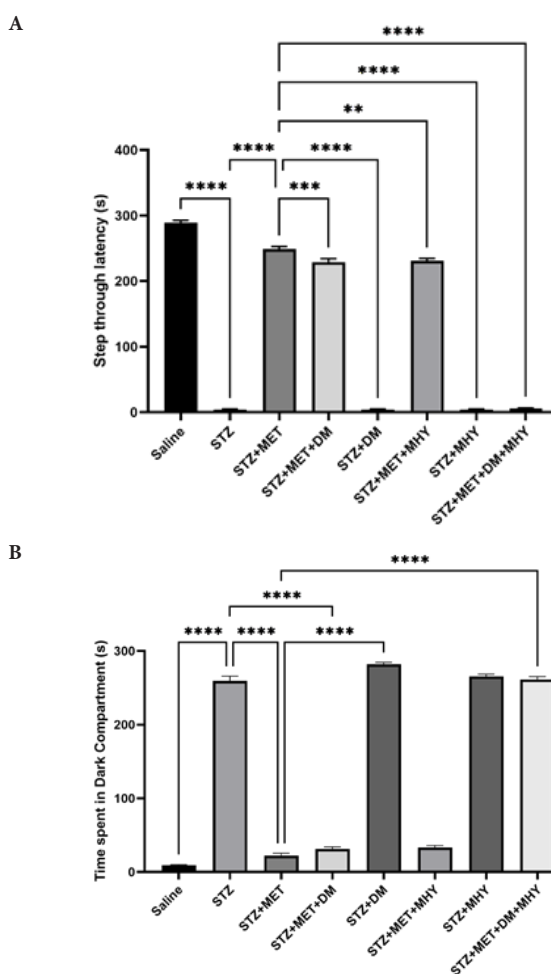 A
****
****
**
****
****
****
***
Step through latency (s)
400
300
200
100
0
Saline
STZ
STZ+MET
STZ+MET+DM
STZ+DM
STZ+MET+MHY
STZ+MHY
STZ+MET+DM+MHY
B
****
****
****
****
****
Time spent in Dark Compartment (s)
300
200
100
0
Saline
STZ
STZ+MET
STZ+MET+DM
STZ+DM
STZ+MET+MHY
STZ+MHY
STZ+MET+DM+MHY